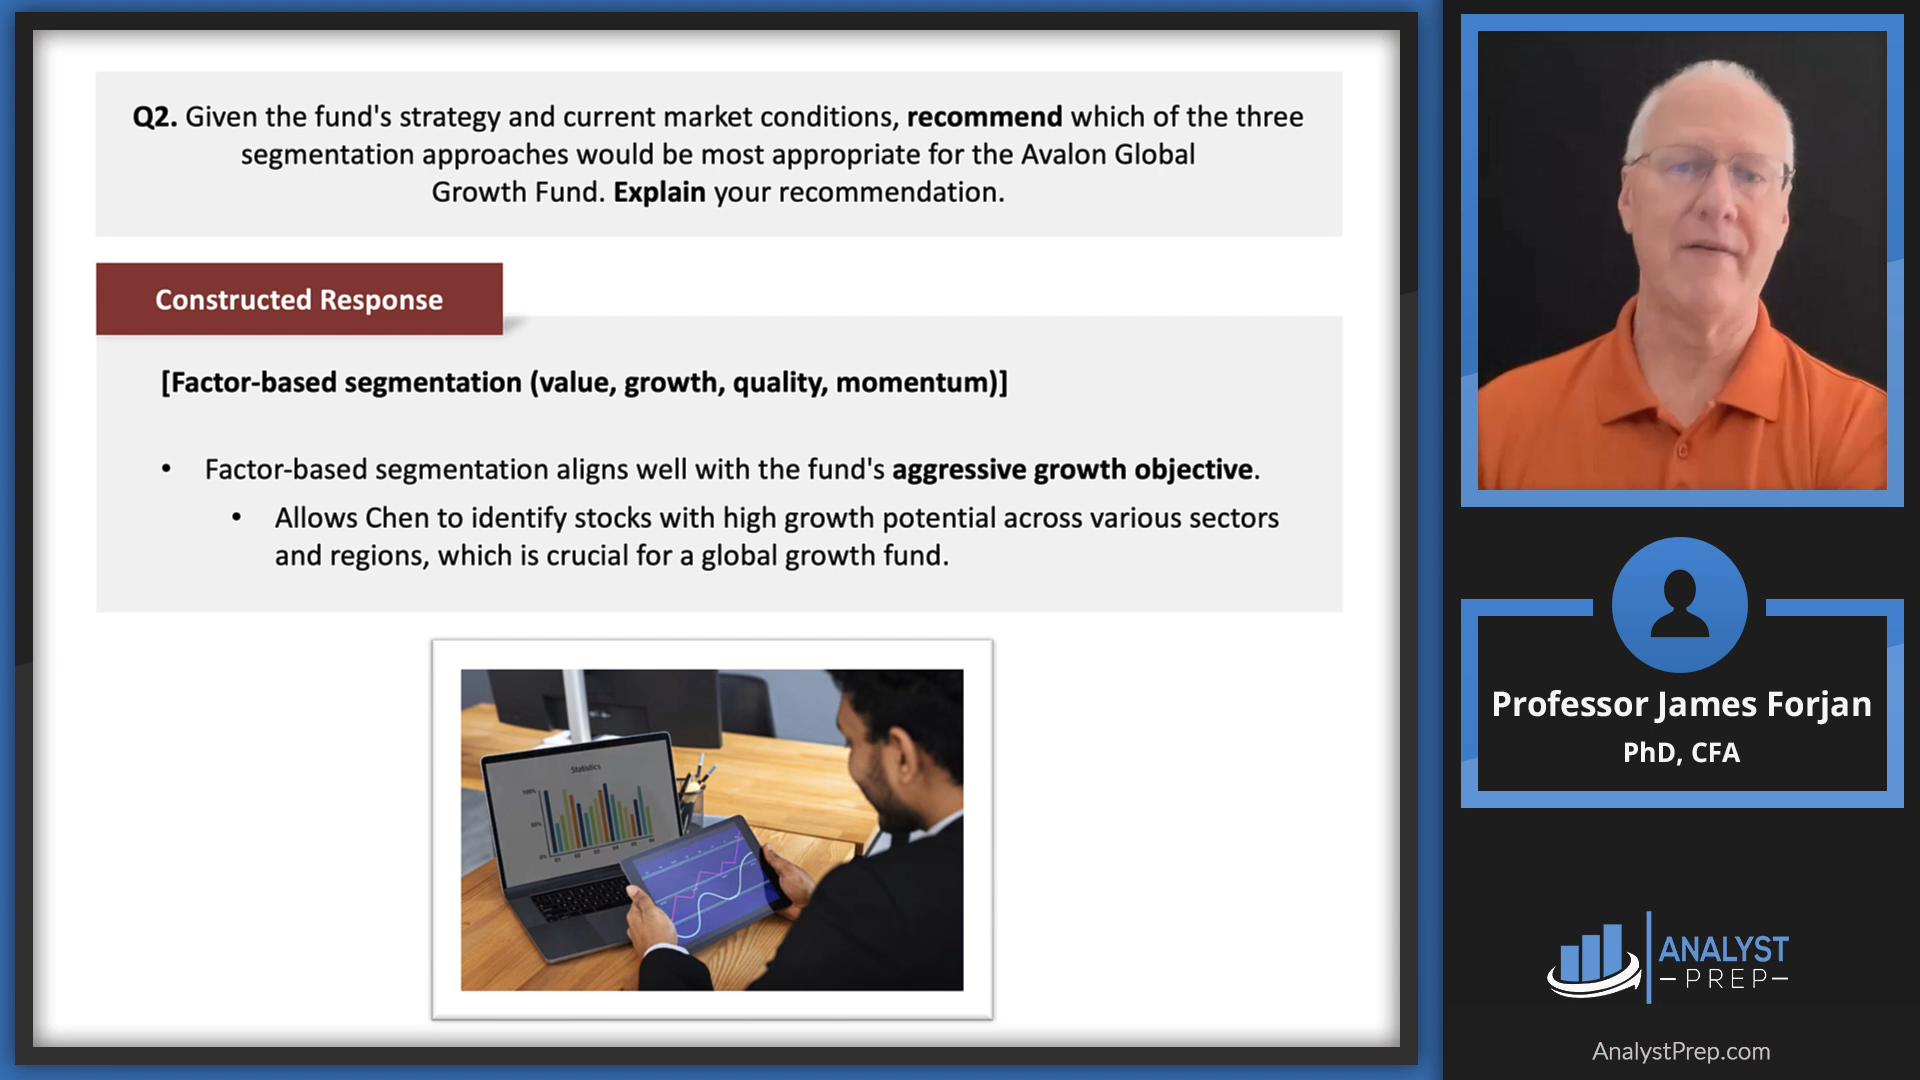 Q2. Given the fund's strategy and current market conditions, recommend which of the three
segmentation approaches would be most appropriate for the Avalon Global
Growth Fund. Explain your recommendation.
Constructed Response
[Factor-based segmentation (value, growth, quality, momentum)]
• Factor-based segmentation aligns well with the fund's aggressive growth objective.
• Allows Chen to identify stocks with high growth potential across various sectors
and regions, which is crucial for a global growth fund.
Statistics
Professor James Forjan
PhD, CFA
ANALYST
–PREP–
AnalystPrep.com